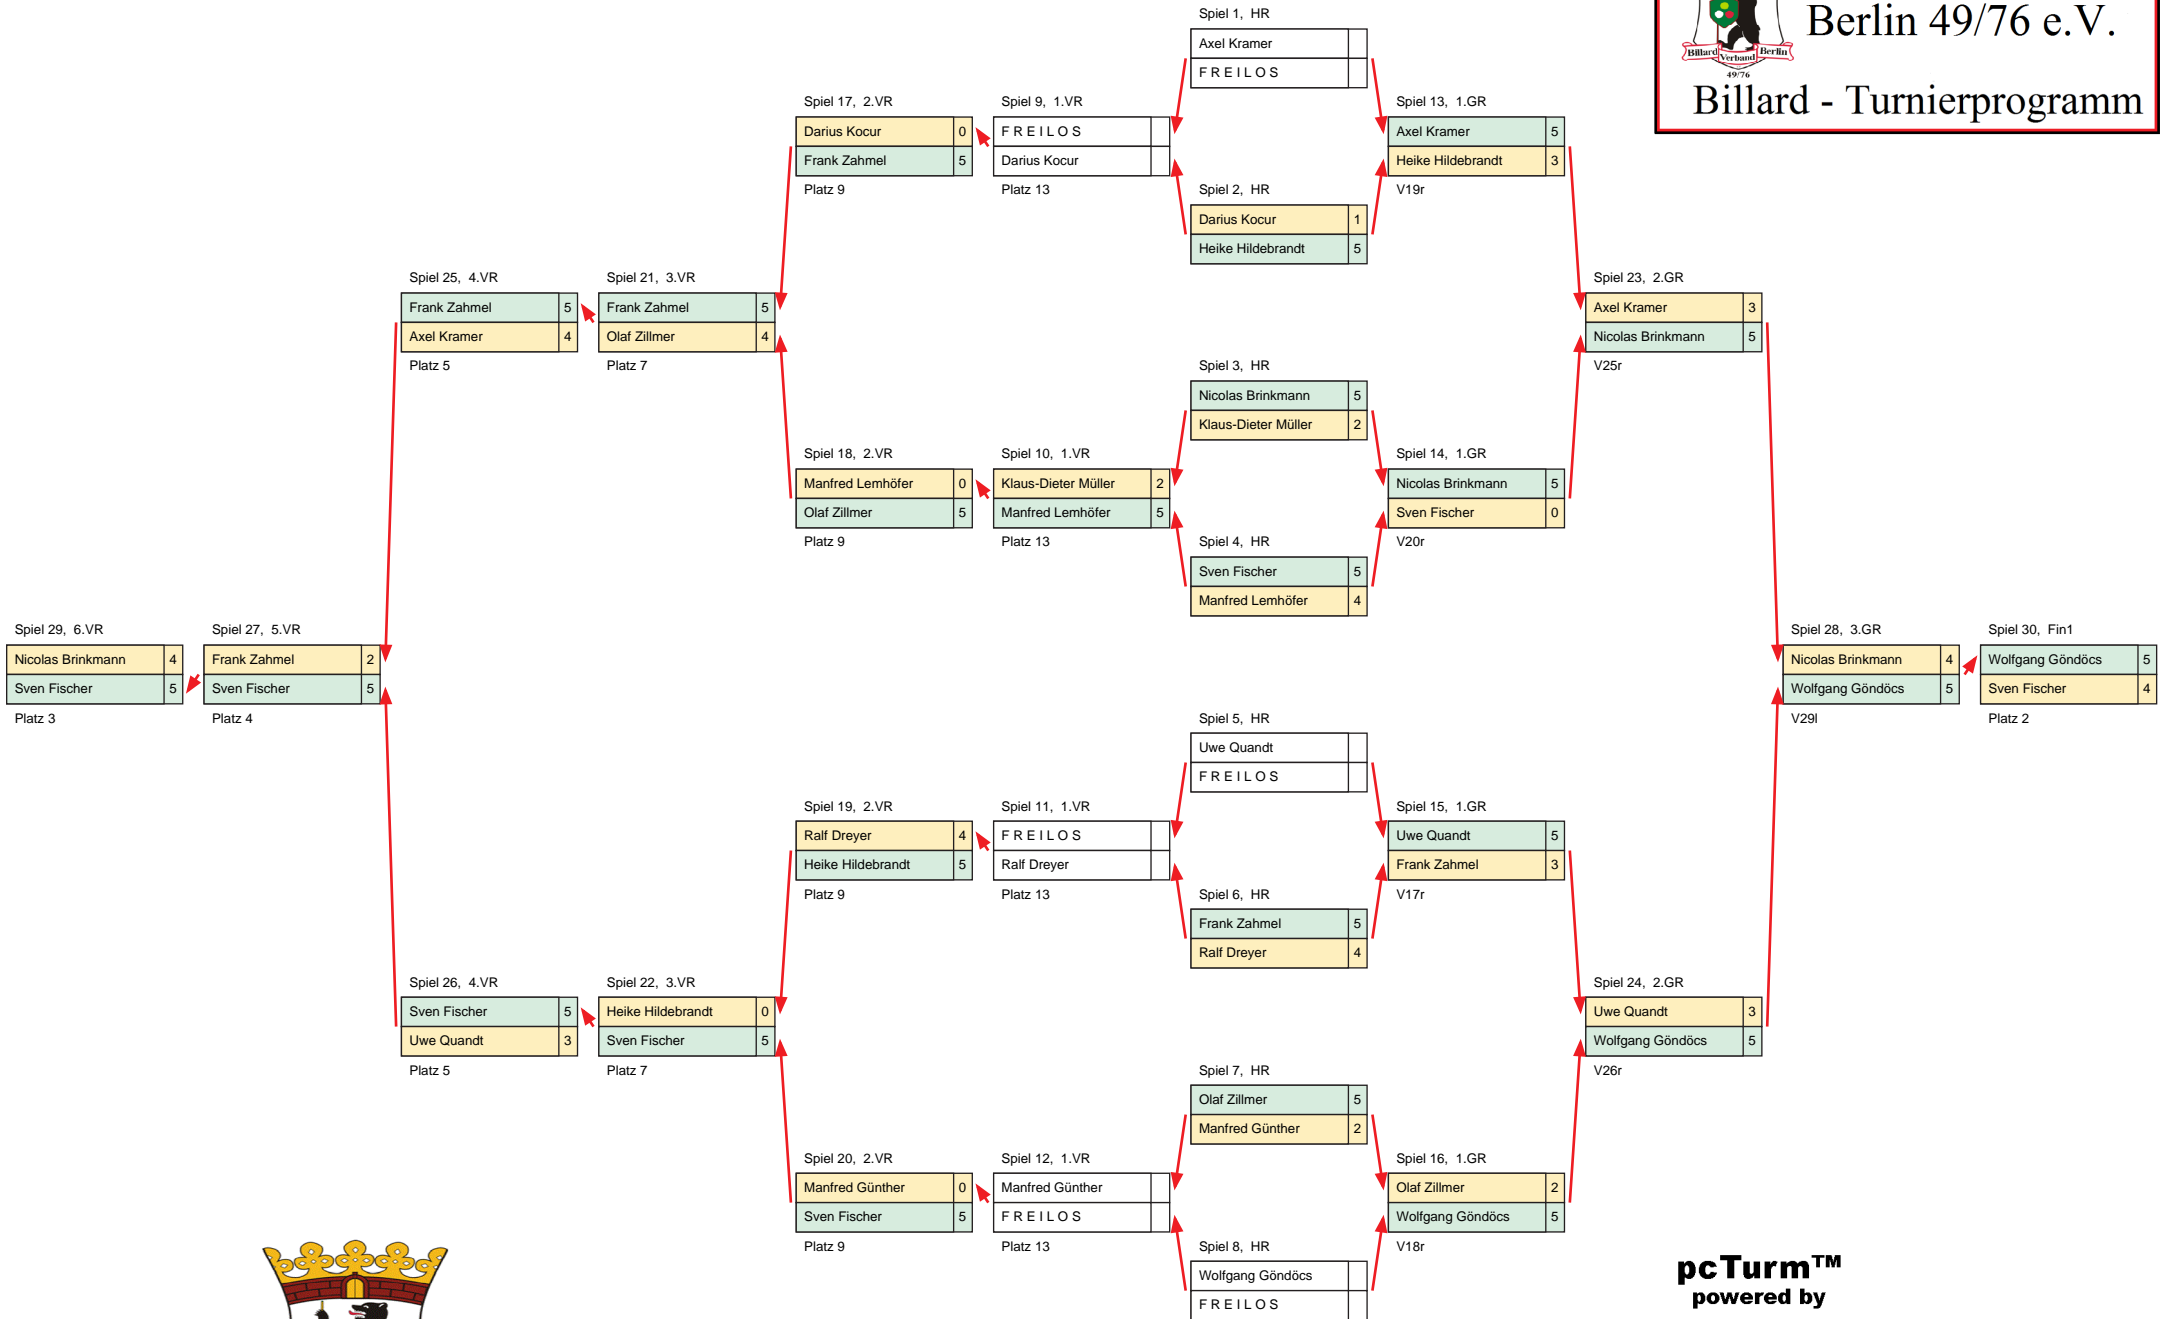 Spiel 1, HR
Axel Kramer
F R E I L O S
Berlin 49/76 e.V.
Billard Verband Berlin
49/76
Billard - Turnierprogramm
Spiel 17, 2.VR
Darius Kocur 0
Frank Zahmel 5
Platz 9
Spiel 9, 1.VR
F R E I L O S
Darius Kocur
Platz 13
Spiel 2, HR
Darius Kocur 1
Heike Hildebrandt 5
Spiel 13, 1.GR
Axel Kramer 5
Heike Hildebrandt 3
V19r
Spiel 25, 4.VR
Frank Zahmel 5
Axel Kramer 4
Platz 5
Spiel 21, 3.VR
Frank Zahmel 5
Olaf Zillmer 4
Platz 7
Spiel 23, 2.GR
Axel Kramer 3
Nicolas Brinkmann 5
V25r
Spiel 3, HR
Nicolas Brinkmann 5
Klaus-Dieter Müller 2
Spiel 18, 2.VR
Manfred Lemhöfer 0
Olaf Zillmer 5
Platz 9
Spiel 10, 1.VR
Klaus-Dieter Müller 2
Manfred Lemhöfer 5
Platz 13
Spiel 4, HR
Sven Fischer 5
Manfred Lemhöfer 4
Spiel 14, 1.GR
Nicolas Brinkmann 5
Sven Fischer 0
V20r
Spiel 29, 6.VR
Nicolas Brinkmann 4
Sven Fischer 5
Platz 3
Spiel 27, 5.VR
Frank Zahmel 2
Sven Fischer 5
Platz 4
Spiel 28, 3.GR
Nicolas Brinkmann 4
Wolfgang Göndöcs 5
V29l
Spiel 30, Fin1
Wolfgang Göndöcs 5
Sven Fischer 4
Platz 2
Spiel 5, HR
Uwe Quandt
F R E I L O S
Spiel 19, 2.VR
Ralf Dreyer 4
Heike Hildebrandt 5
Platz 9
Spiel 11, 1.VR
F R E I L O S
Ralf Dreyer
Platz 13
Spiel 6, HR
Frank Zahmel 5
Ralf Dreyer 4
Spiel 15, 1.GR
Uwe Quandt 5
Frank Zahmel 3
V17r
Spiel 26, 4.VR
Sven Fischer 5
Uwe Quandt 3
Platz 5
Spiel 22, 3.VR
Heike Hildebrandt 0
Sven Fischer 5
Platz 7
Spiel 24, 2.GR
Uwe Quandt 3
Wolfgang Göndöcs 5
V26r
Spiel 7, HR
Olaf Zillmer 5
Manfred Günther 2
Spiel 20, 2.VR
Manfred Günther 0
Sven Fischer 5
Platz 9
Spiel 12, 1.VR
Manfred Günther
F R E I L O S
Platz 13
Spiel 8, HR
Wolfgang Göndöcs
F R E I L O S
Spiel 16, 1.GR
Olaf Zillmer 2
Wolfgang Göndöcs 5
V18r
pcTurm™
powered by